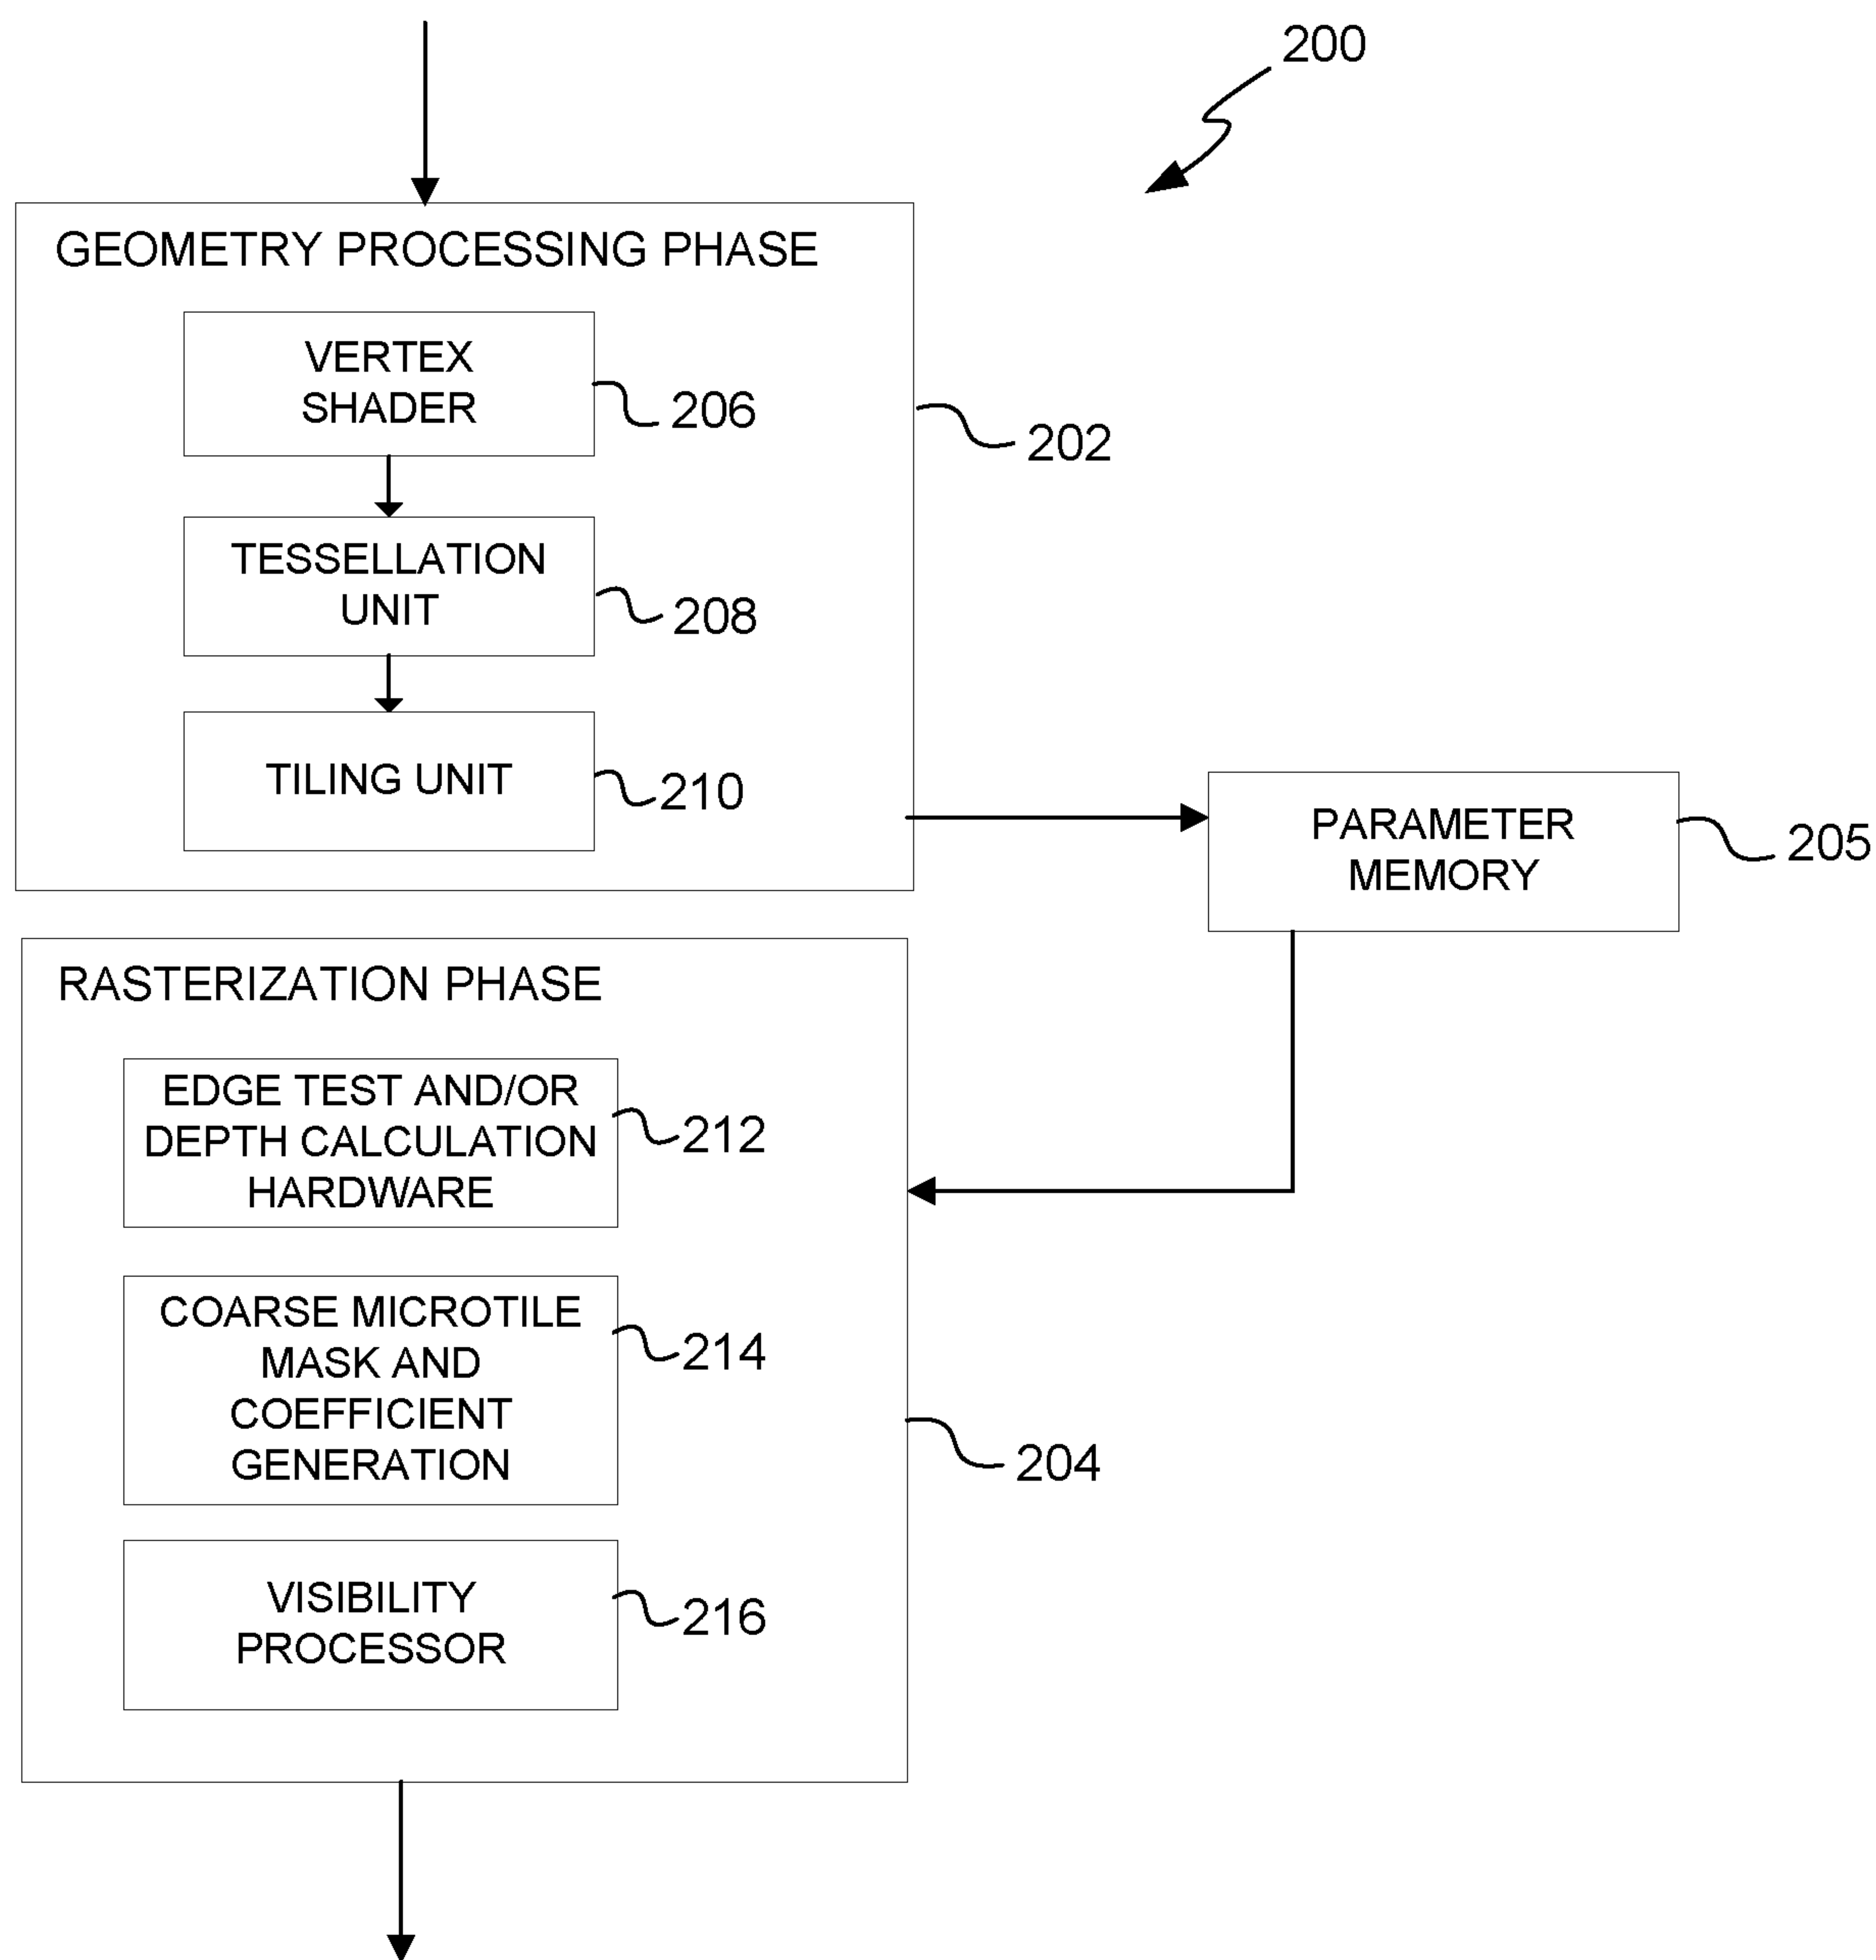 200
GEOMETRY PROCESSING PHASE
VERTEX
SHADER
206
202
TESSELLATION
UNIT
208
TILING UNIT
210
PARAMETER
MEMORY
205
RASTERIZATION PHASE
EDGE TEST AND/OR
DEPTH CALCULATION
HARDWARE
212
COARSE MICROTILE
MASK AND
COEFFICIENT
GENERATION
214
204
VISIBILITY
PROCESSOR
216